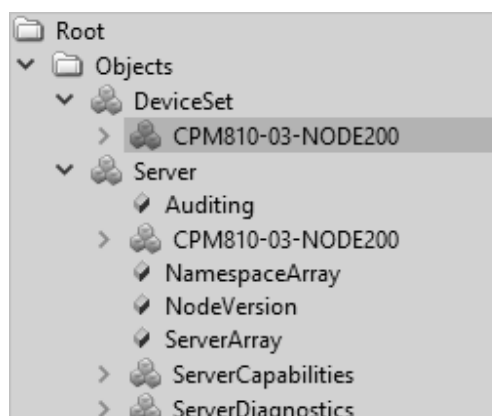 Root
Objects
DeviceSet
CPM810-03-NODE200
Server
Auditing
CPM810-03-NODE200
NamespaceArray
NodeVersion
ServerArray
ServerCapabilities
ServerDiagnostics